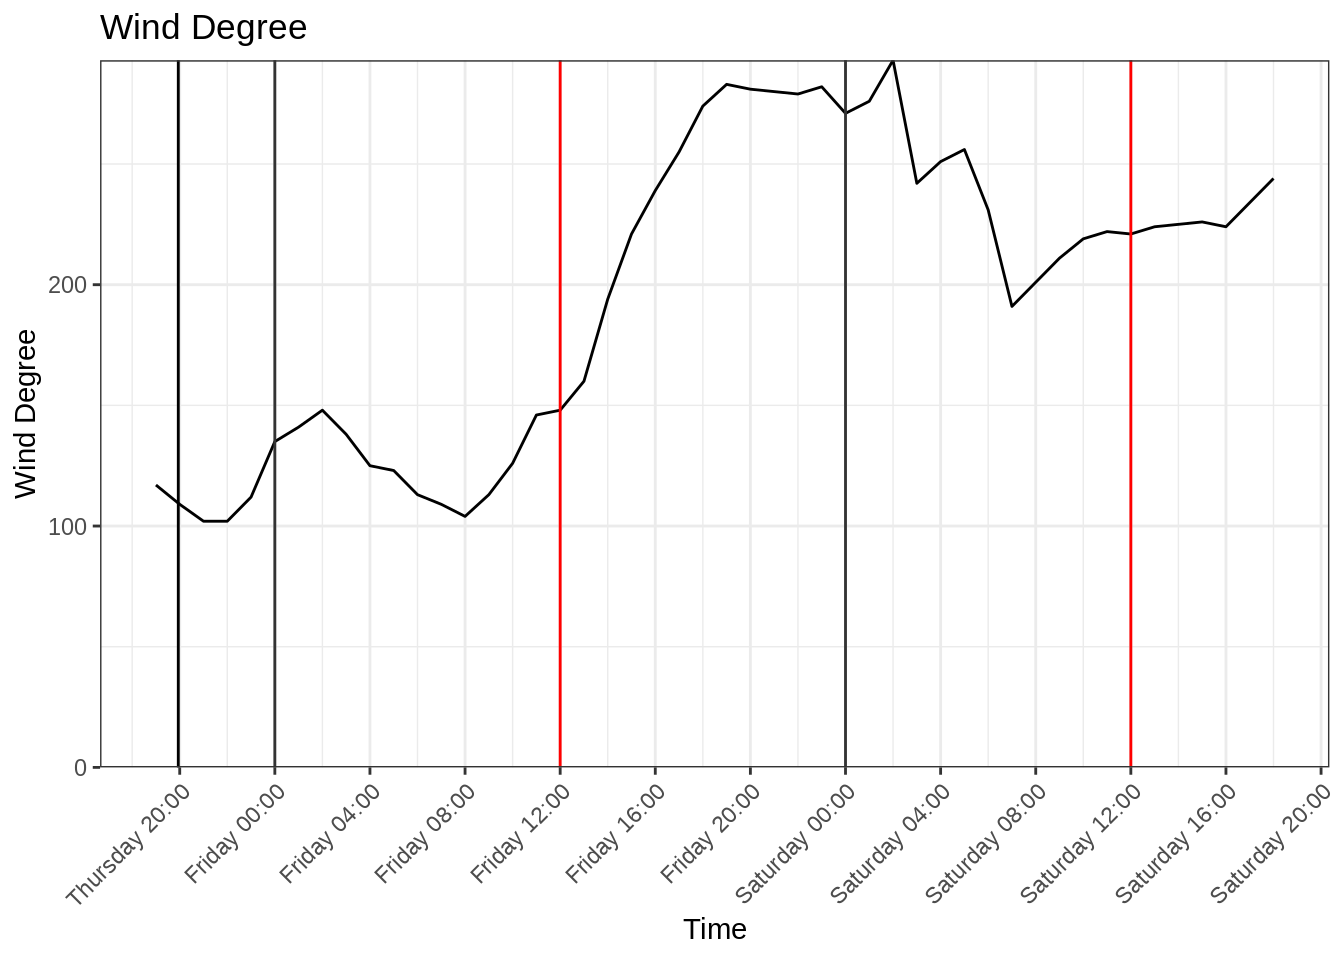 Wind Degree
Wind Degree
200
100
0
Thursday 20:00
Friday 00:00
Friday 04:00
Friday 08:00
Friday 12:00
Friday 16:00
Friday 20:00
Saturday 00:00
Saturday 04:00
Saturday 08:00
Saturday 12:00
Saturday 16:00
Saturday 20:00
Time